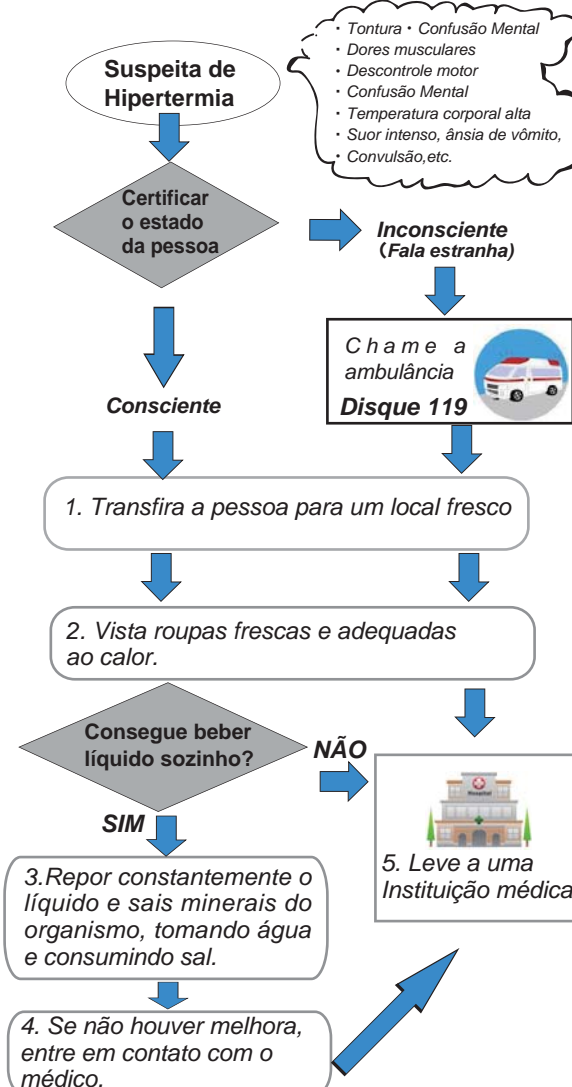 ・ Tontura・Confusão Mental
・ Dores musculares
・ Descontrole motor
・ Confusão Mental
・ Temperatura corporal alta
・ Suor intenso, ânsia de vômito,
・ Convulsão,etc.
Suspeita de
Hipertermia
Certificar
o estado
da pessoa
Inconsciente
(Fala estranha)
Chame a
ambulância
Disque 119
Consciente
1. Transfira a pessoa para um local fresco
2. Vista roupas frescas e adequadas
ao calor.
Consegue beber
líquido sozinho?
NÃO
SIM
Hospital
5. Leve a uma
Instituição médica
3.Repor constantemente o
líquido e sais minerais do
organismo, tomando água
e consumindo sal.
4. Se não houver melhora,
entre em contato com o
médico.